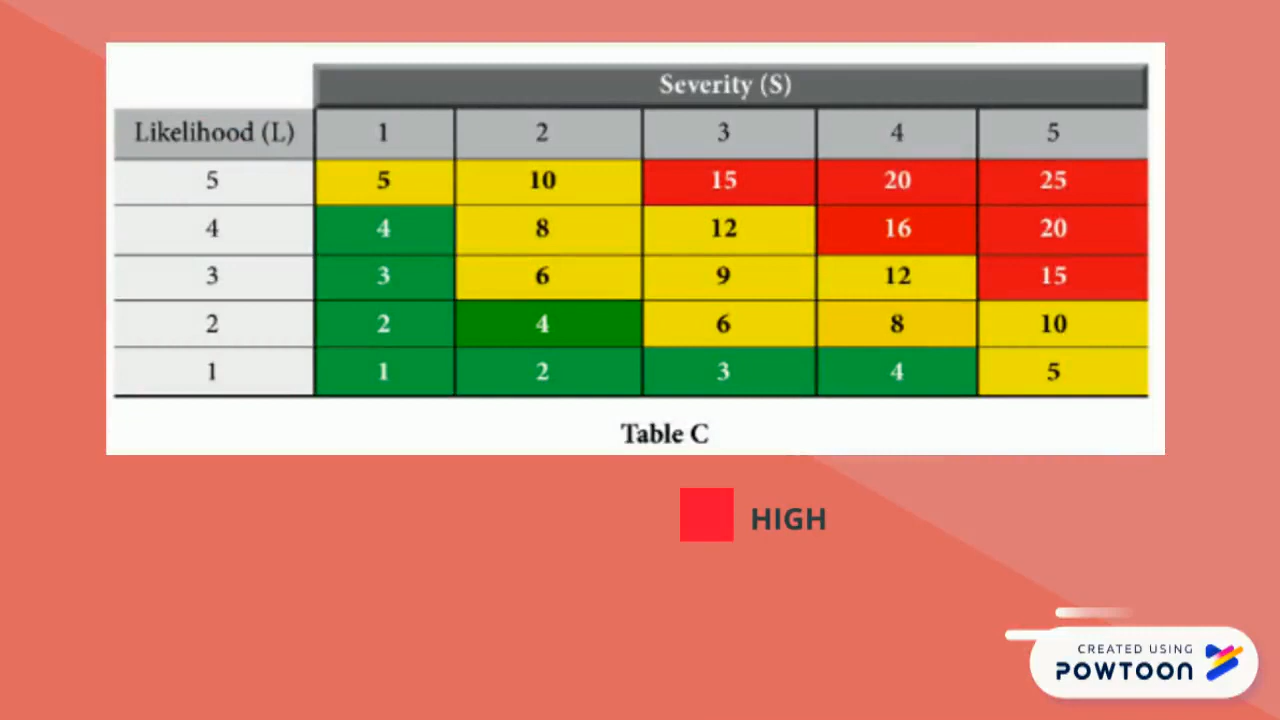 Severity (S)
Likelihood (L) 1 2 3 4 5
5 5 10 15 20 25
4 4 8 12 16 20
3 3 6 9 12 15
2 2 4 6 8 10
1 1 2 3 4 5
Table C
HIGH
CREATED USING
POWTOON